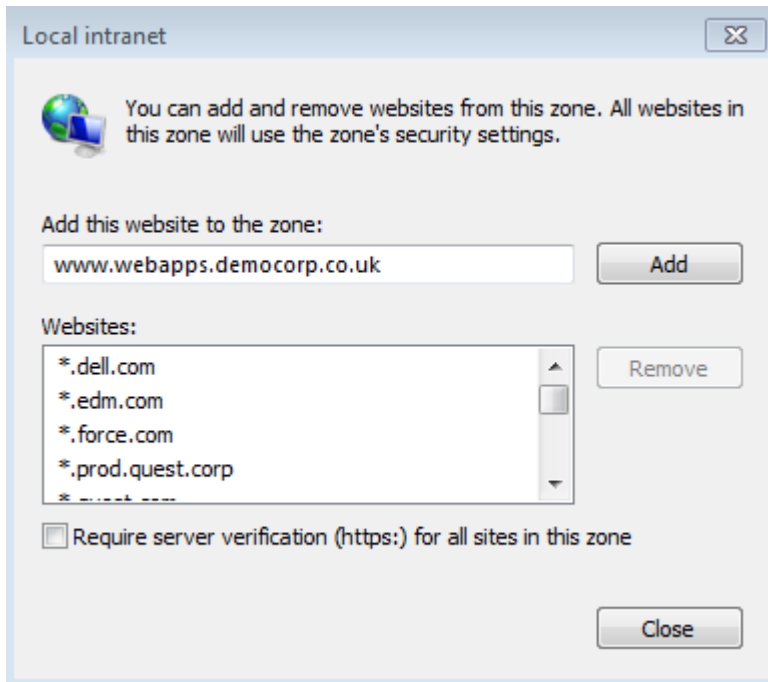 Local intranet
You can add and remove websites from this zone. All websites in
this zone will use the zone's security settings.
Add this website to the zone:
www.webapps.democorp.co.uk
Add
Websites:
*.dell.com
*.edm.com
*.force.com
*.prod.quest.corp
Remove
Require server verification (https:) for all sites in this zone
Close